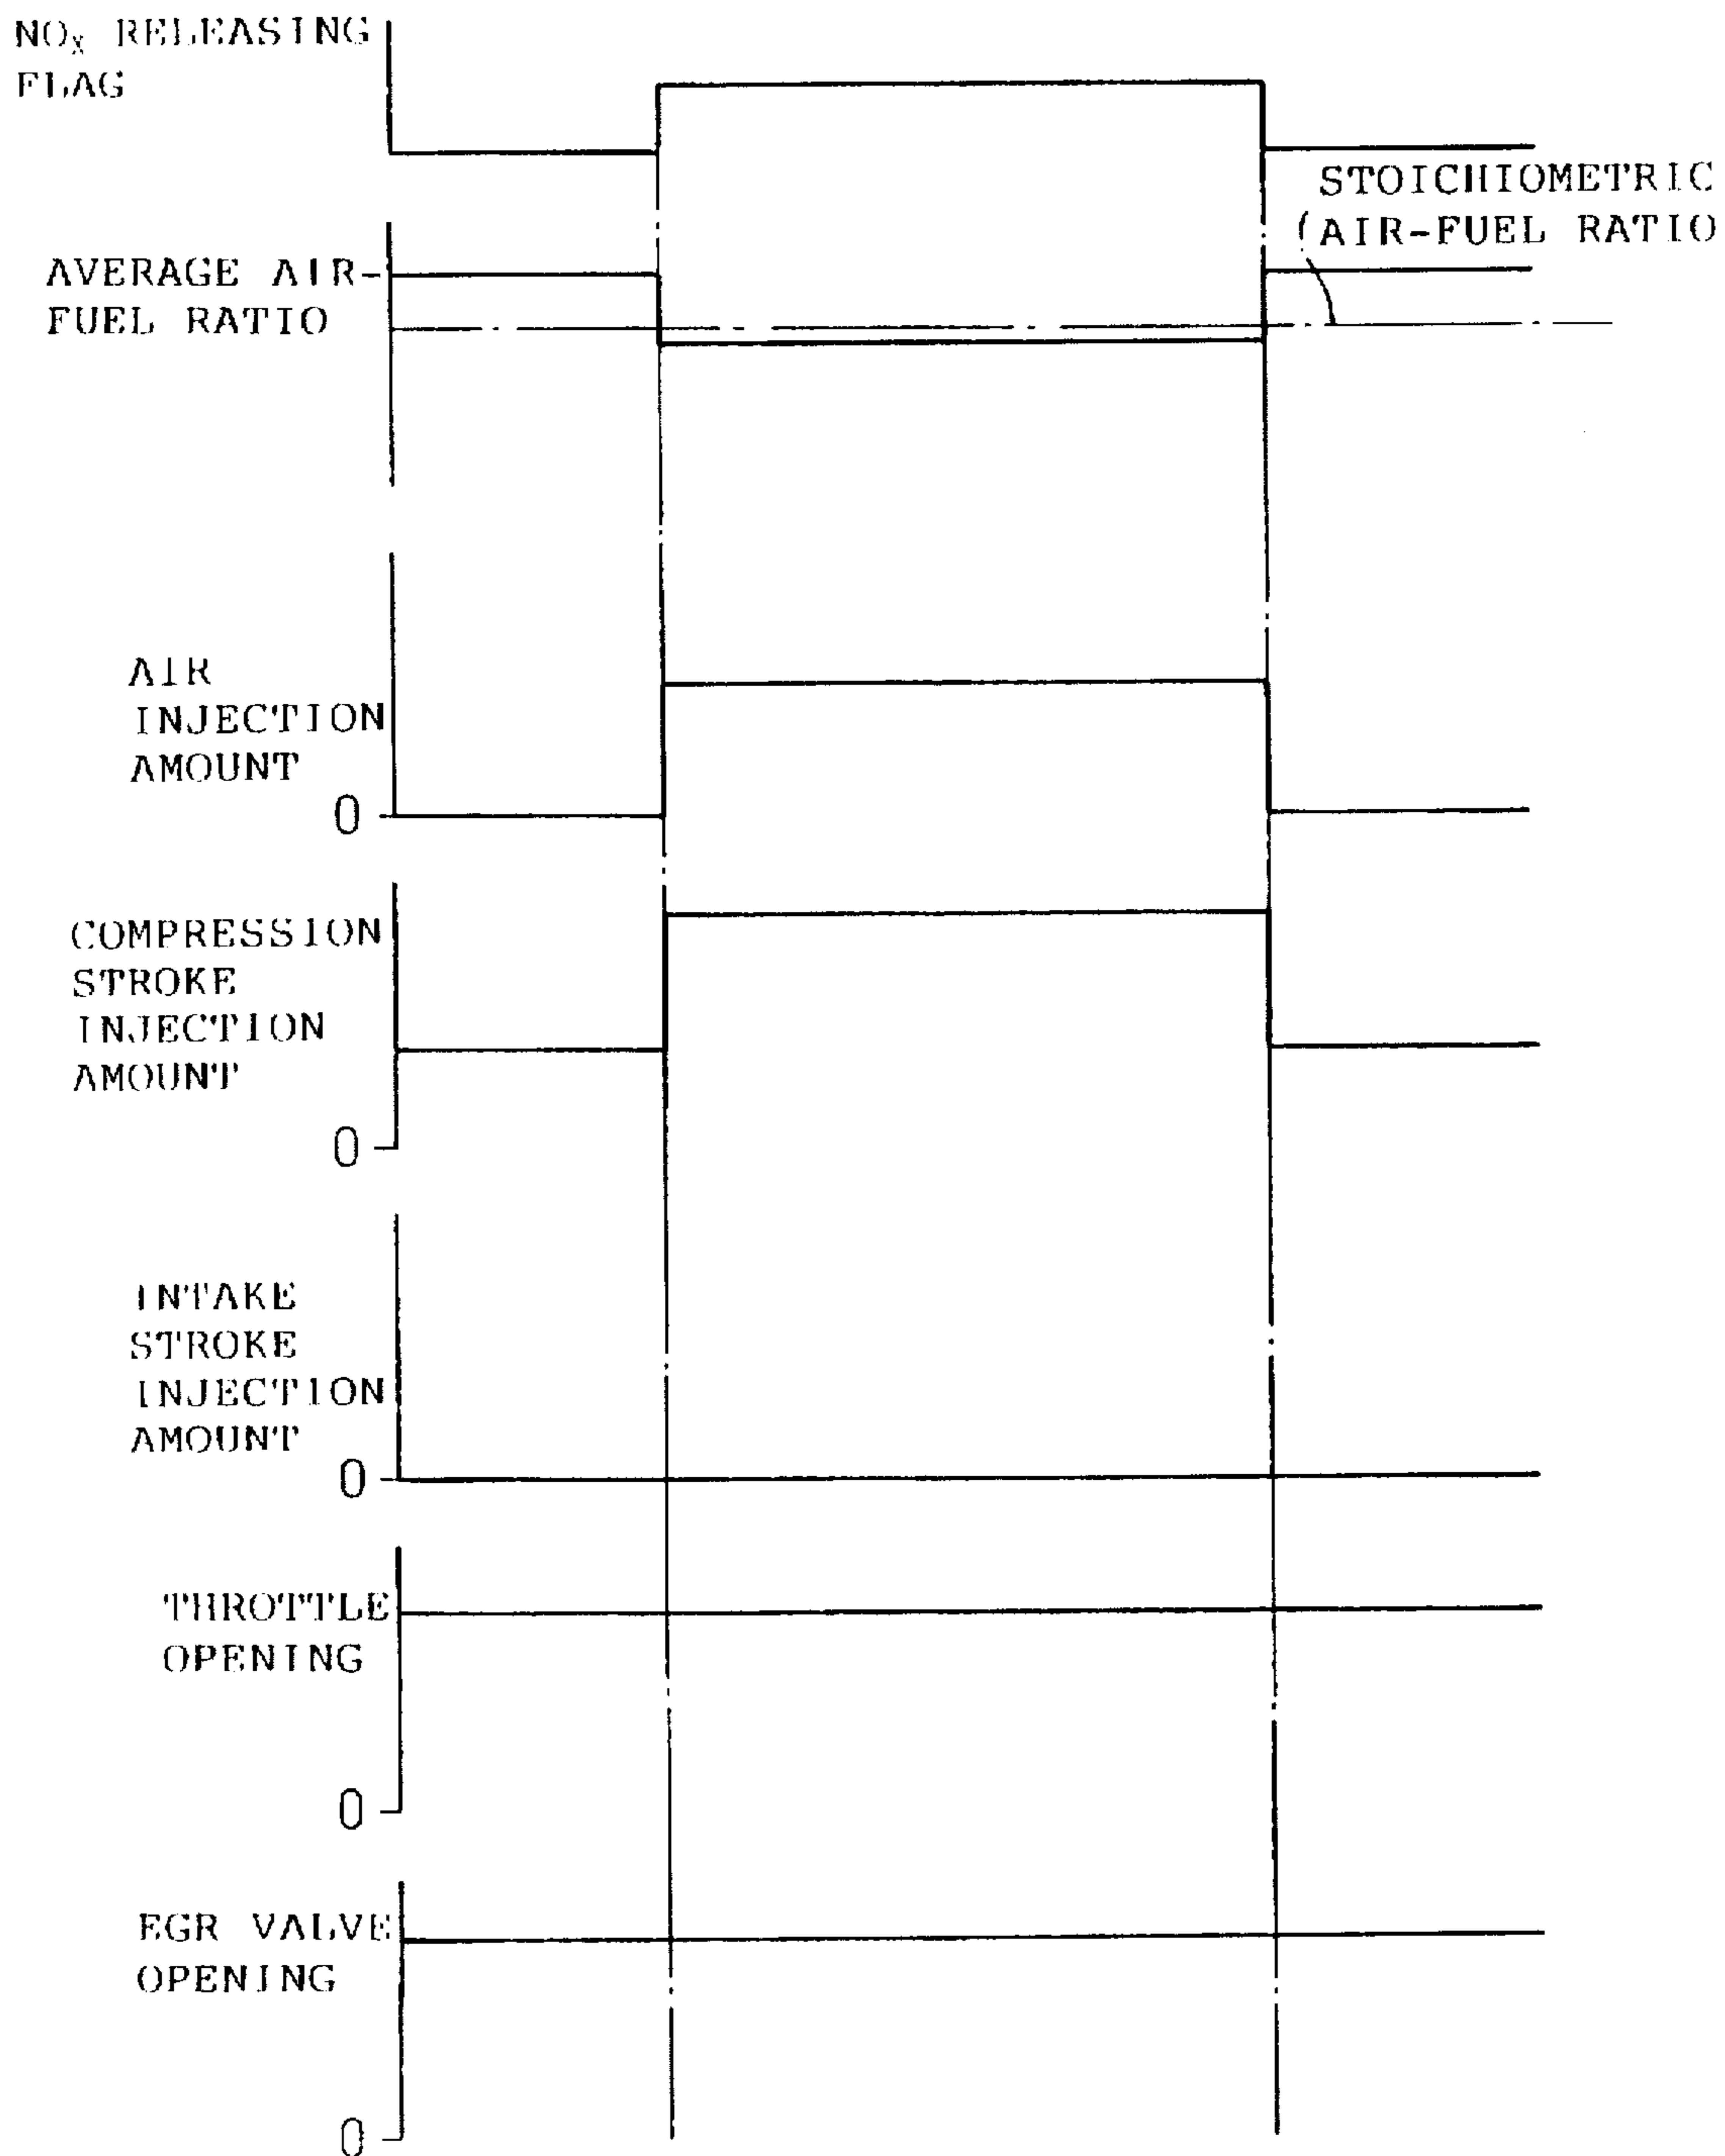 NOx RELEASING
FLAG
STOICHIOMETRIC
AIR-FUEL RATIO
AVERAGE AIR-
FUEL RATIO
AIR
INJECTION
AMOUNT
0
COMPRESSION
STROKE
INJECTION
AMOUNT
0
INTAKE
STROKE
INJECTION
AMOUNT
0
THROTTLE
OPENING
0
EGR VALVE
OPENING
0